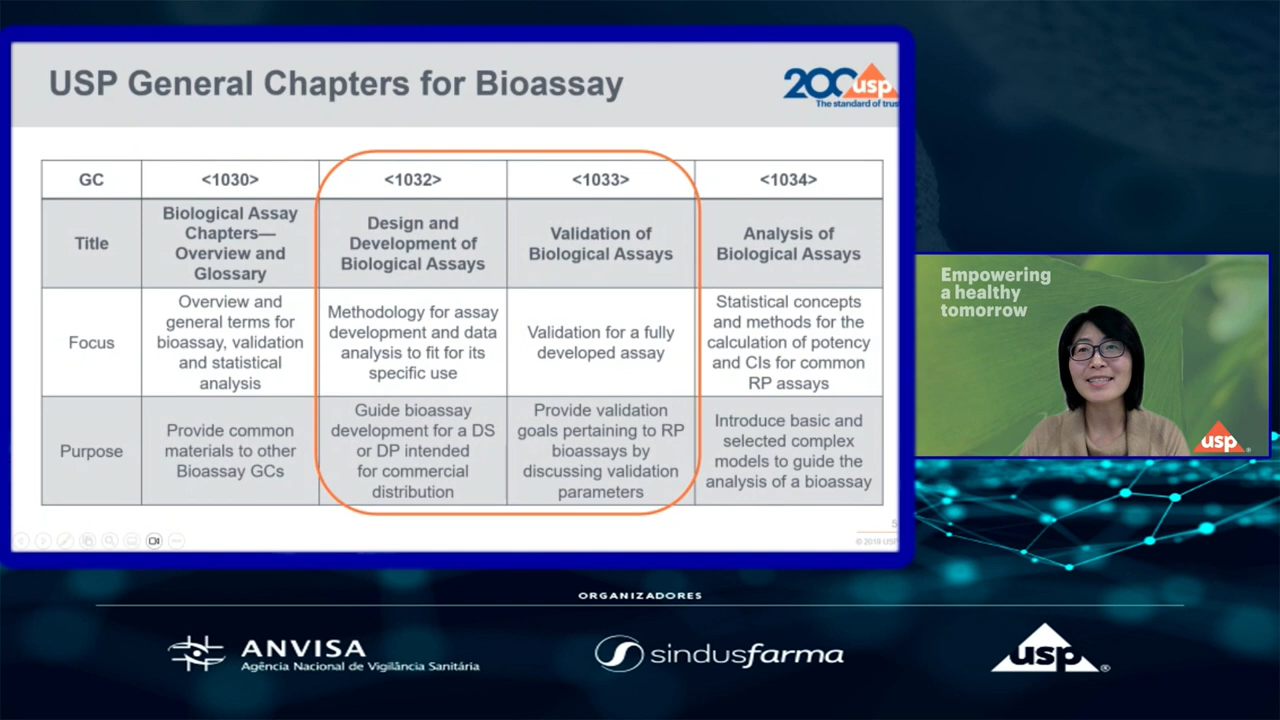 USP General Chapters for Bioassay
200 usp
The standard of trus
GC
<1030>
<1032>
<1033>
<1034>
Title
Biological Assay
Chapters—
Overview and
Glossary
Design and
Development of
Biological Assays
Validation of
Biological Assays
Analysis of
Biological Assays
Focus
Overview and
general terms for
bioassay, validation
and statistical
analysis
Methodology for assay
development and data
analysis to fit for its
specific use
Validation for a fully
developed assay
Statistical concepts
and methods for the
calculation of potency
and CIs for common
RP assays
Purpose
Provide common
materials to other
Bioassay GCs
Guide bioassay
development for a DS
or DP intended
for commercial
distribution
Provide validation
goals pertaining to RP
bioassays by
discussing validation
parameters
Introduce basic and
selected complex
models to guide the
analysis of a bioassay
5
© 2019 USP
Empowering
a healthy
tomorrow
usp®
ORGANIZADORES
ANVISA
Agência Nacional de Vigilância Sanitária
sindusfarma
usp®